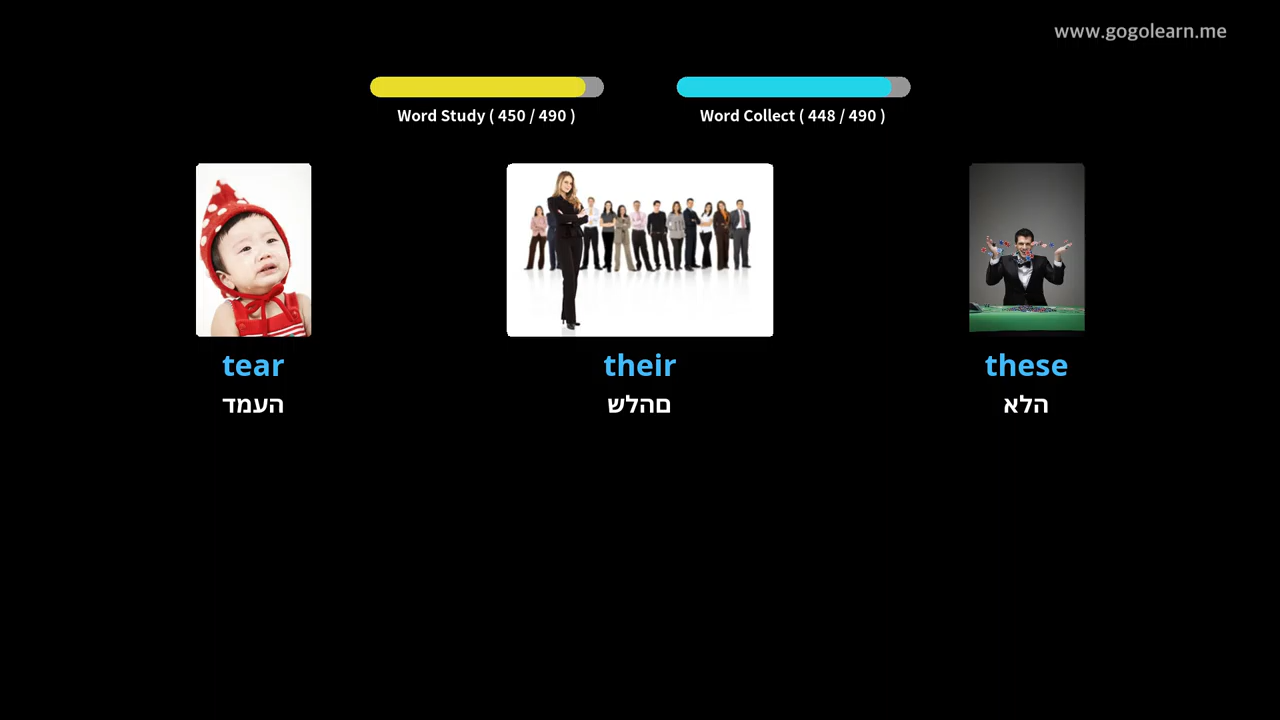 www.gogolearn.me
Word Study ( 450 / 490 )
Word Collect ( 448 / 490 )
tear
העמד
their
םהלש
these
הלא